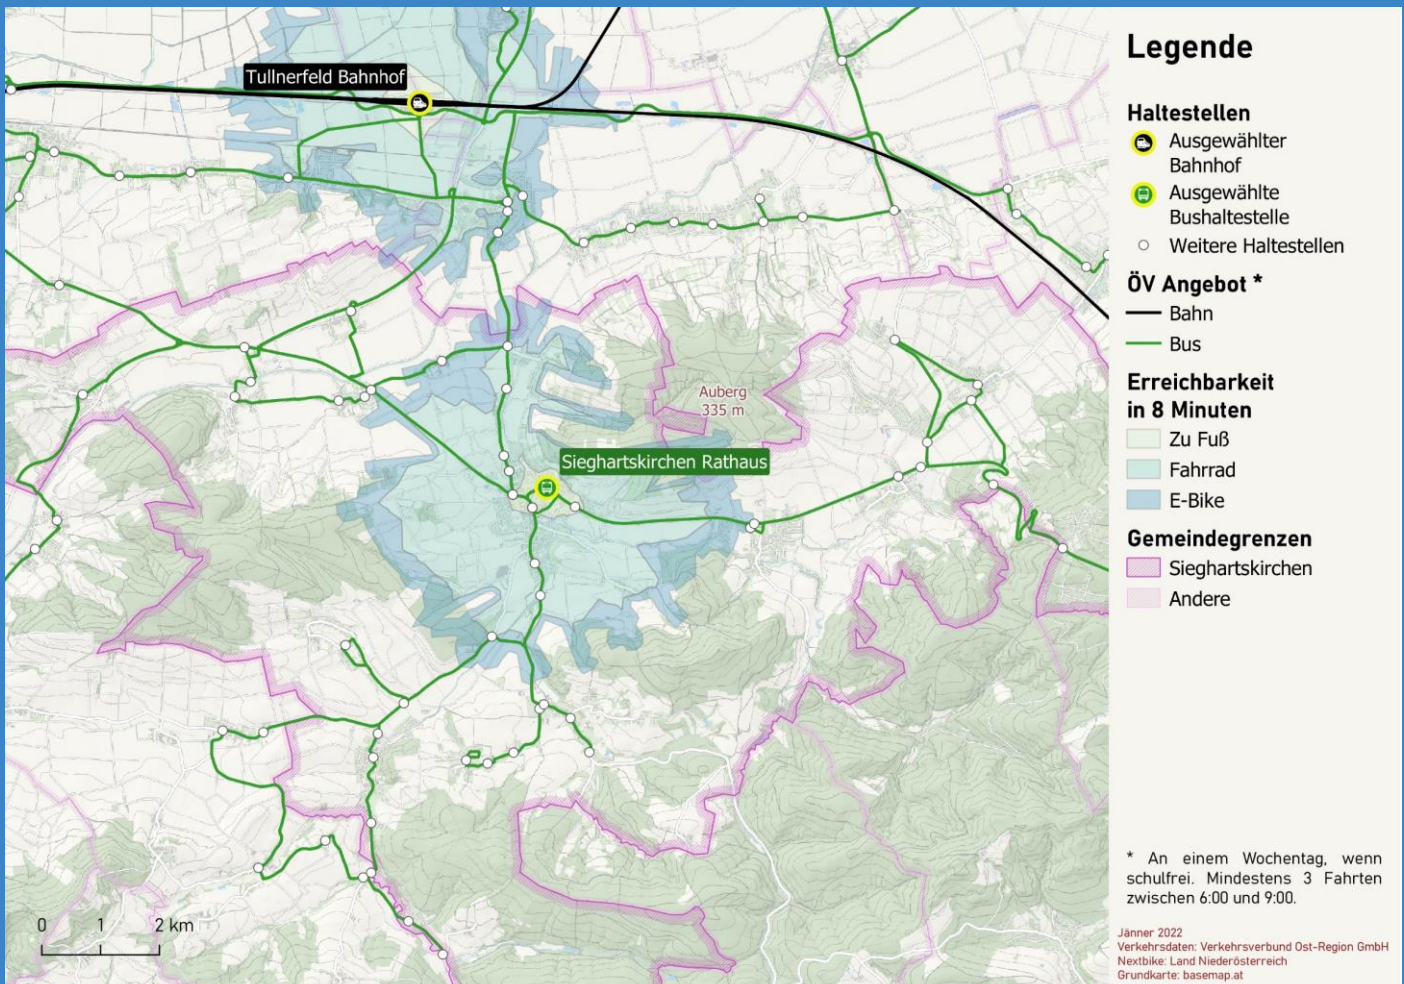 Tullnerfeld Bahnhof
Auberg
335 m
Sieghartskirchen Rathaus
0 1 2 km
Legende
Haltestellen
Ausgewählter
Bahnhof
Ausgewählte
Bushaltestelle
Weitere Haltestellen
ÖV Angebot *
Bahn
Bus
Erreichbarkeit
in 8 Minuten
Zu Fuß
Fahrrad
E-Bike
Gemeindegrenzen
Sieghartskirchen
Andere
* An einem Wochentag, wenn
schulfrei. Mindestens 3 Fahrten
zwischen 6:00 und 9:00.
Jänner 2022
Verkehrsdaten: Verkehrsverbund Ost-Region GmbH
Nextbike: Land Niederösterreich
Grundkarte: basemap.at